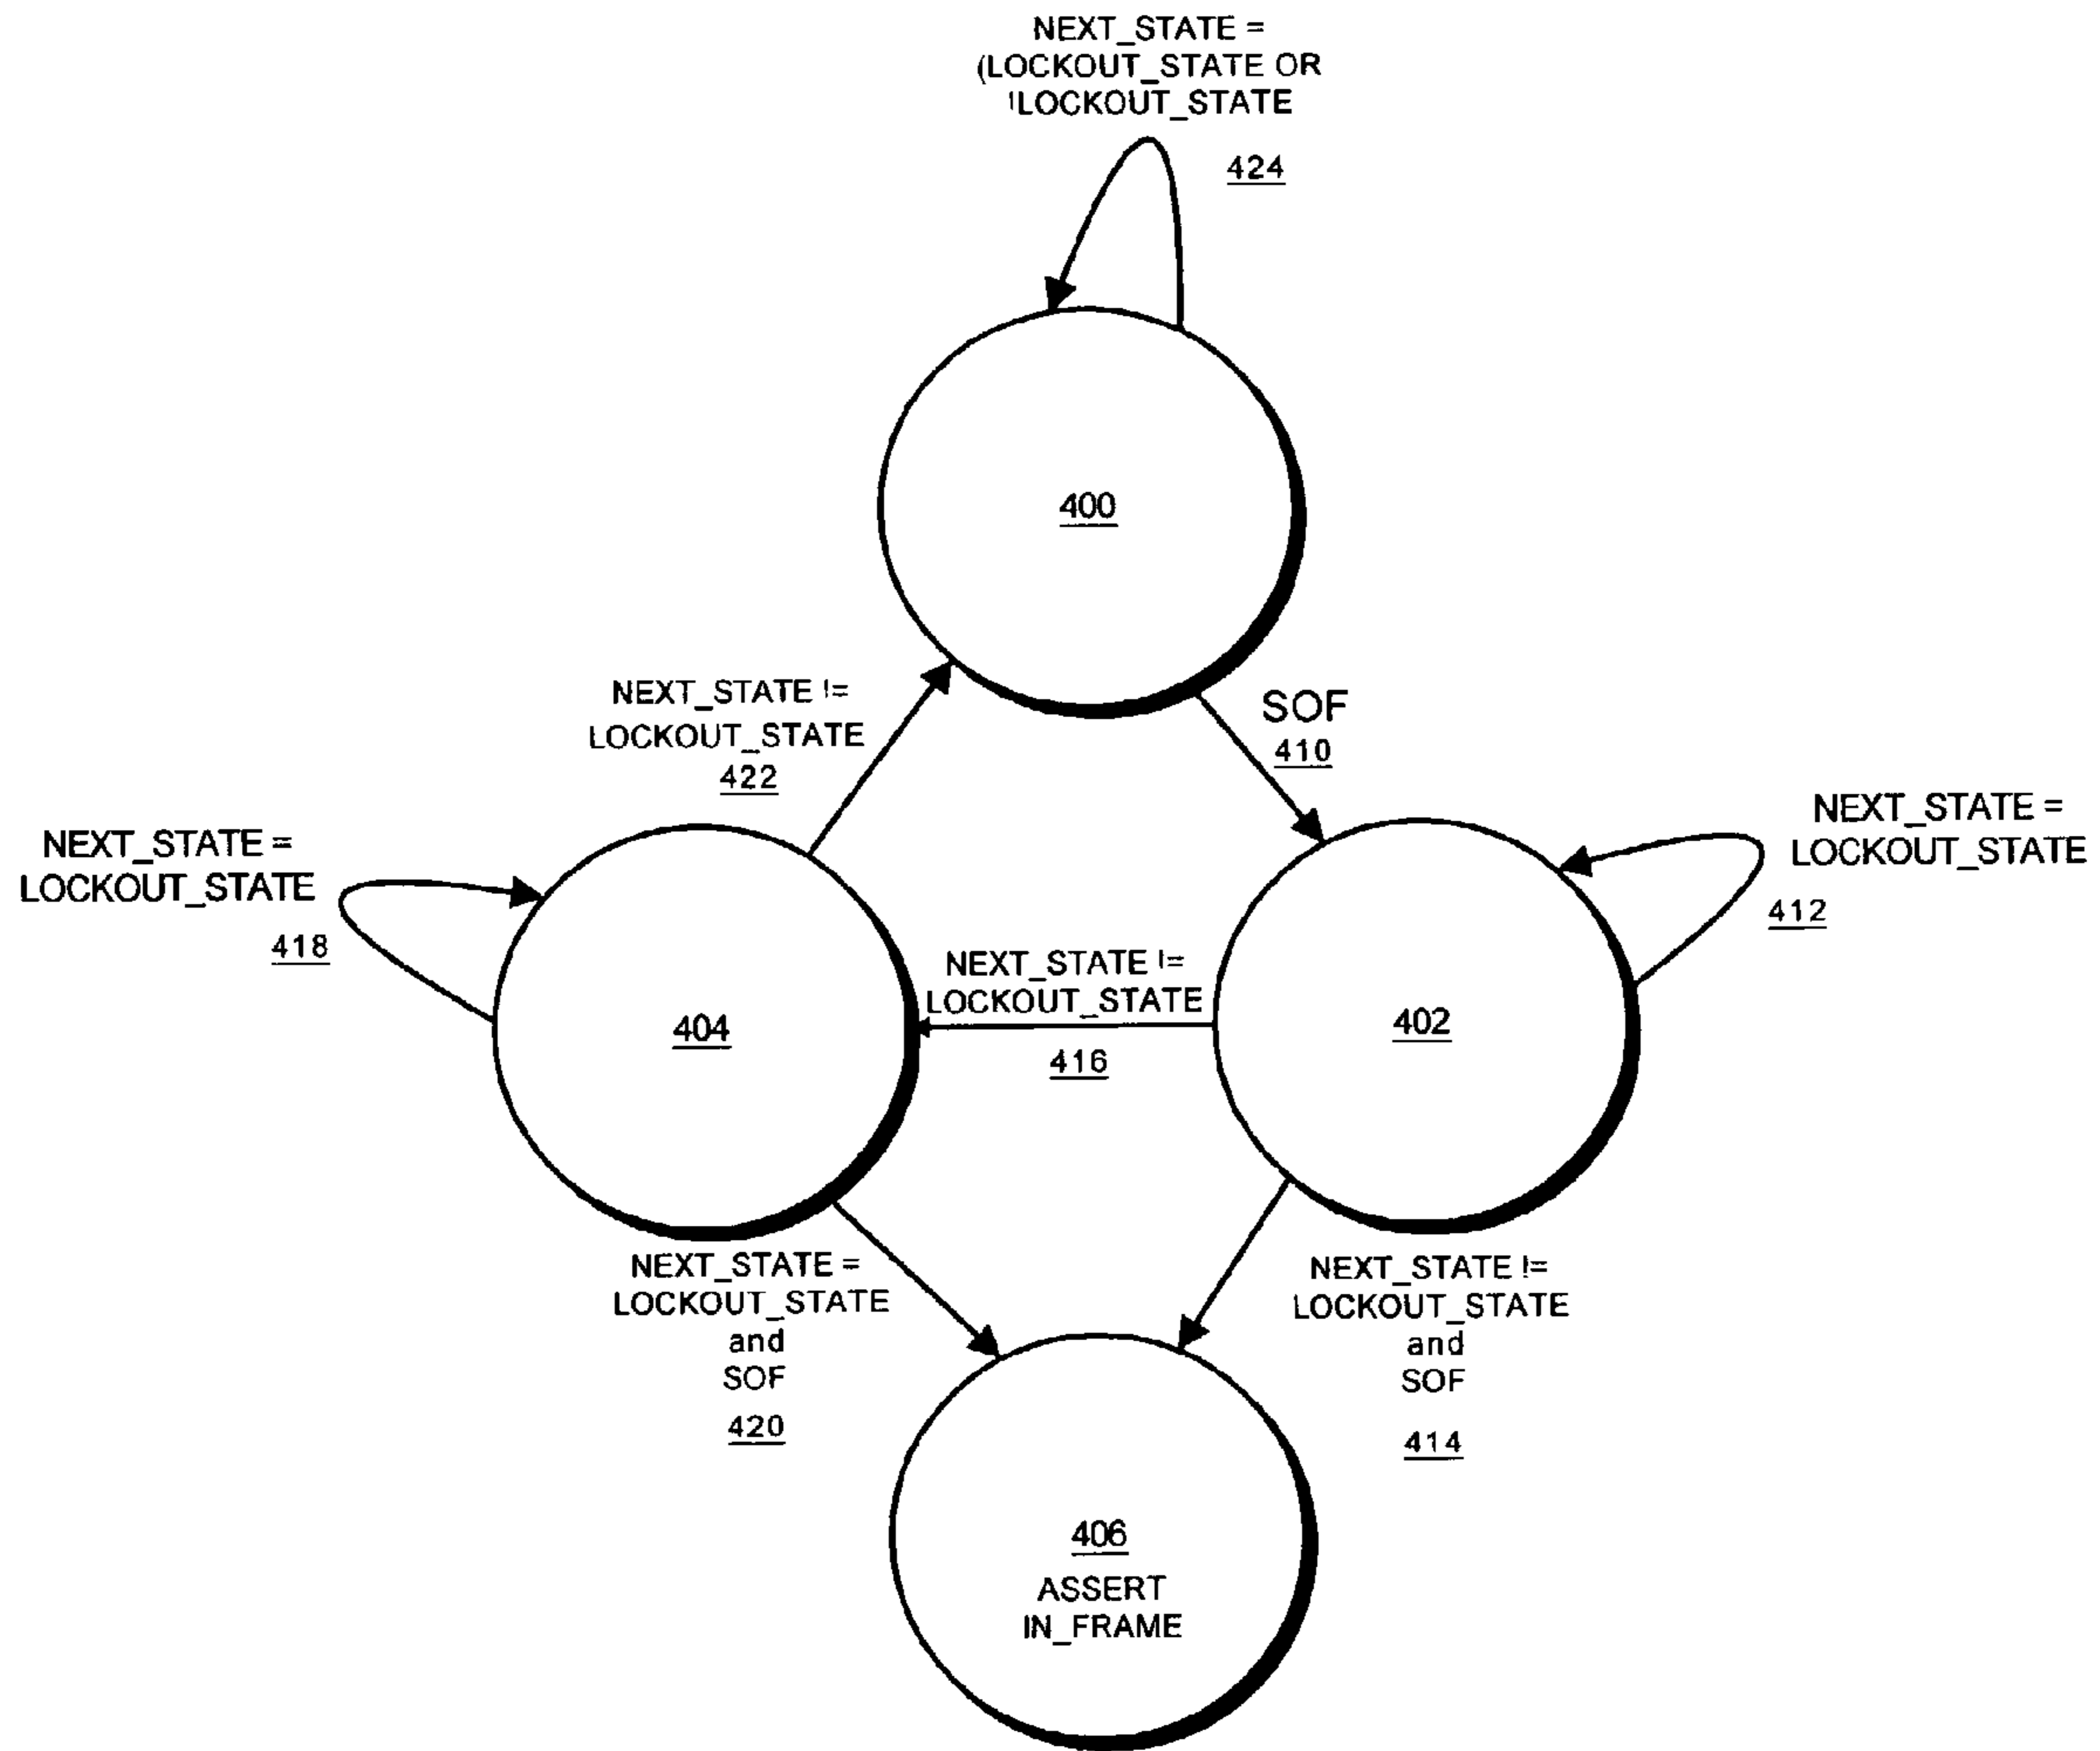 NEXT_STATE =
(LOCKOUT_STATE OR
!LOCKOUT_STATE
424
400
NEXT_STATE !=
LOCKOUT_STATE
422
SOF
410
NEXT_STATE =
LOCKOUT_STATE
418
NEXT_STATE =
LOCKOUT_STATE
412
404
NEXT_STATE !=
LOCKOUT_STATE
416
402
NEXT_STATE =
LOCKOUT_STATE
and
SOF
420
NEXT_STATE !=
LOCKOUT_STATE
and
SOF
414
406
ASSERT
IN_FRAME